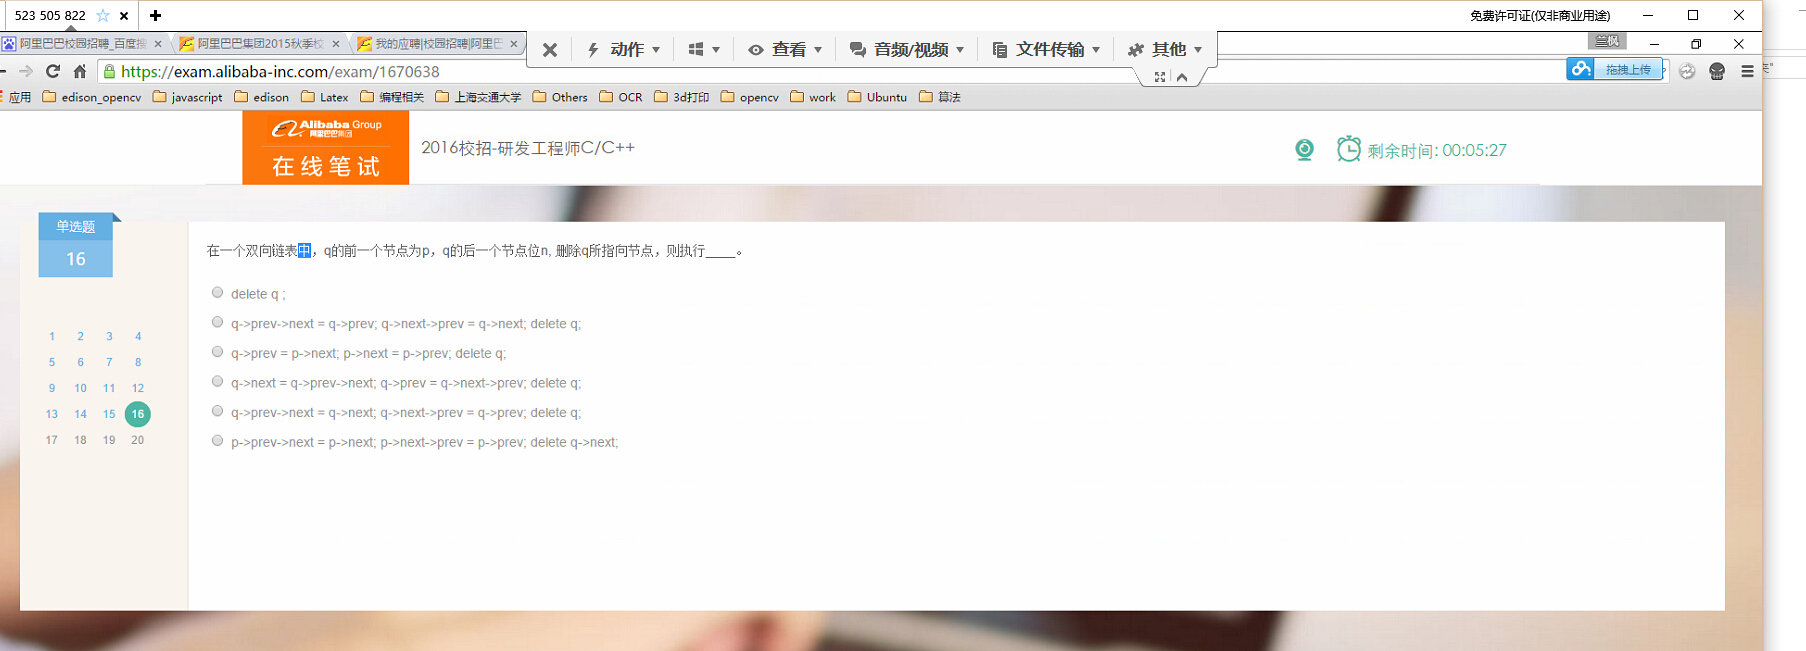 523 505 822
免费许可证(仅非商业用途)
阿里巴巴校园招聘_百度搜
阿里巴巴集团2015秋季校
我的应聘|校园招聘|阿里巴
动作
查看
音频/视频
文件传输
其他
兰枫
https://exam.alibaba-inc.com/exam/1670638
拖拽上传
应用
edison_opencv
javascript
edison
Latex
编程相关
上海交通大学
Others
OCR
3d打印
opencv
work
Ubuntu
算法
Alibaba Group
阿里巴巴集团
在线笔试
2016校招-研发工程师C/C++
剩余时间: 00:05:27
单选题
16
在一个双向链表中，q的前一个节点为p，q的后一个节点位n, 删除q所指向节点，则执行____。
delete q ;
q->prev->next = q->prev; q->next->prev = q->next; delete q;
q->prev = p->next; p->next = p->prev; delete q;
q->next = q->prev->next; q->prev = q->next->prev; delete q;
q->prev->next = q->next; q->next->prev = q->prev; delete q;
p->prev->next = p->next; p->next->prev = p->prev; delete q->next;
1 2 3 4
5 6 7 8
9 10 11 12
13 14 15 16
17 18 19 20